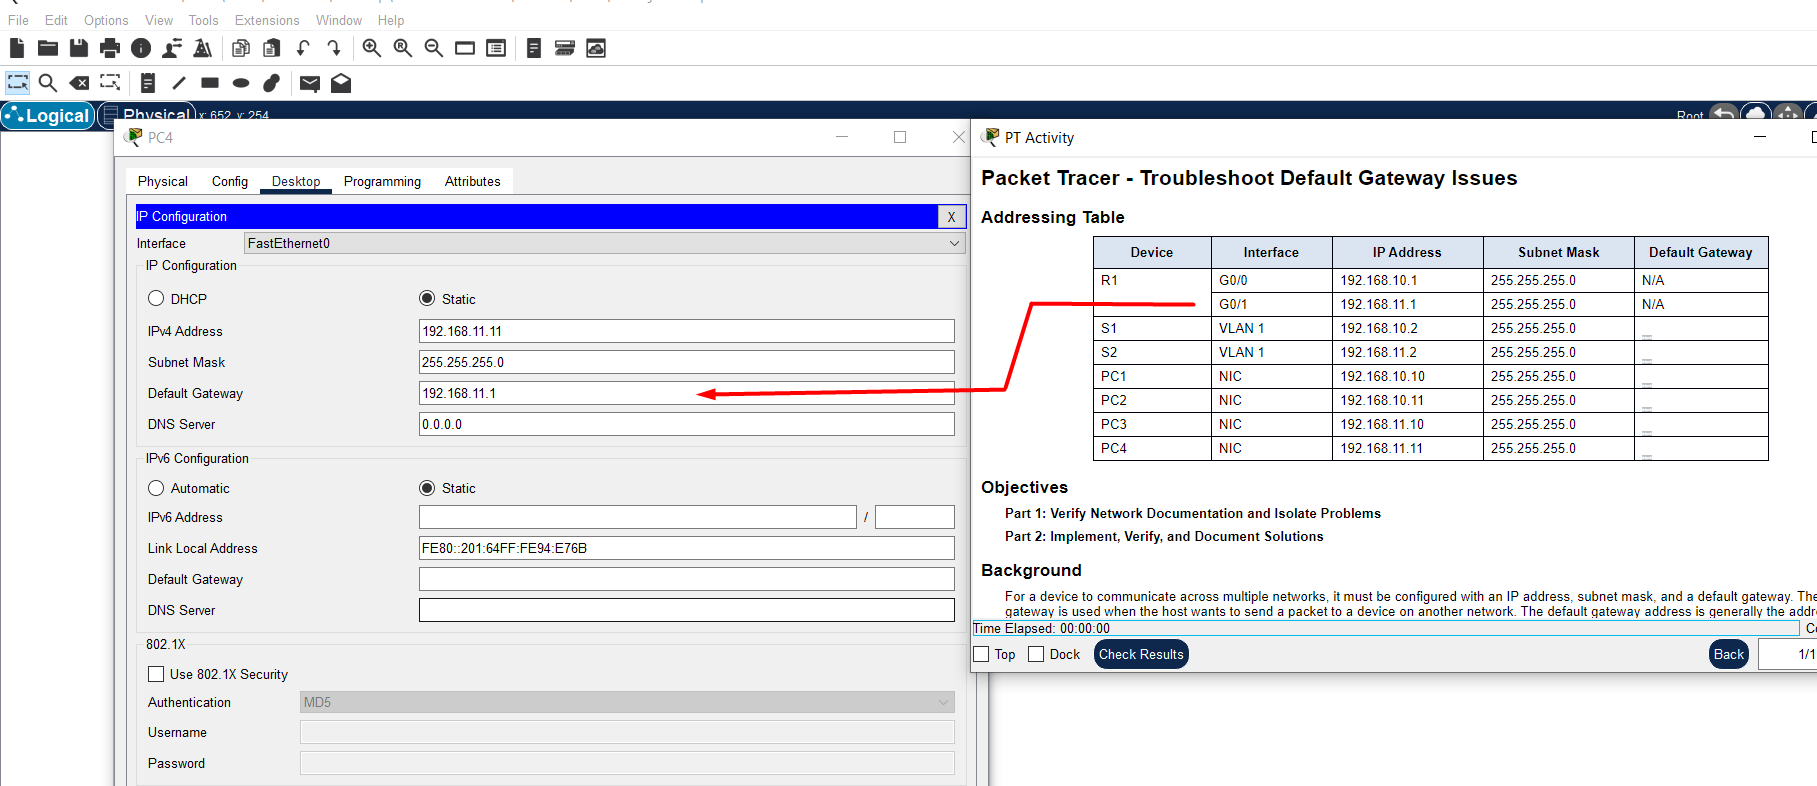 File Edit Options View Tools Extensions Window Help
Logical Physical x: 652, y: 254 Root
PC4
Physical Config Desktop Programming Attributes
IP Configuration X
Interface FastEthernet0
IP Configuration
DHCP Static
IPv4 Address 192.168.11.11
Subnet Mask 255.255.255.0
Default Gateway 192.168.11.1
DNS Server 0.0.0.0
IPv6 Configuration
Automatic Static
IPv6 Address /
Link Local Address FE80::201:64FF:FE94:E76B
Default Gateway
DNS Server
802.1X
Use 802.1X Security
Authentication MD5
Username
Password
PT Activity
Packet Tracer - Troubleshoot Default Gateway Issues
Addressing Table
Device Interface IP Address Subnet Mask Default Gateway
R1 G0/0 192.168.10.1 255.255.255.0 N/A
G0/1 192.168.11.1 255.255.255.0 N/A
S1 VLAN 1 192.168.10.2 255.255.255.0
S2 VLAN 1 192.168.11.2 255.255.255.0
PC1 NIC 192.168.10.10 255.255.255.0
PC2 NIC 192.168.10.11 255.255.255.0
PC3 NIC 192.168.11.10 255.255.255.0
PC4 NIC 192.168.11.11 255.255.255.0
Objectives
Part 1: Verify Network Documentation and Isolate Problems
Part 2: Implement, Verify, and Document Solutions
Background
For a device to communicate across multiple networks, it must be configured with an IP address, subnet mask, and a default gateway. The
gateway is used when the host wants to send a packet to a device on another network. The default gateway address is generally the addr
Time Elapsed: 00:00:00
Top Dock Check Results Back 1/1